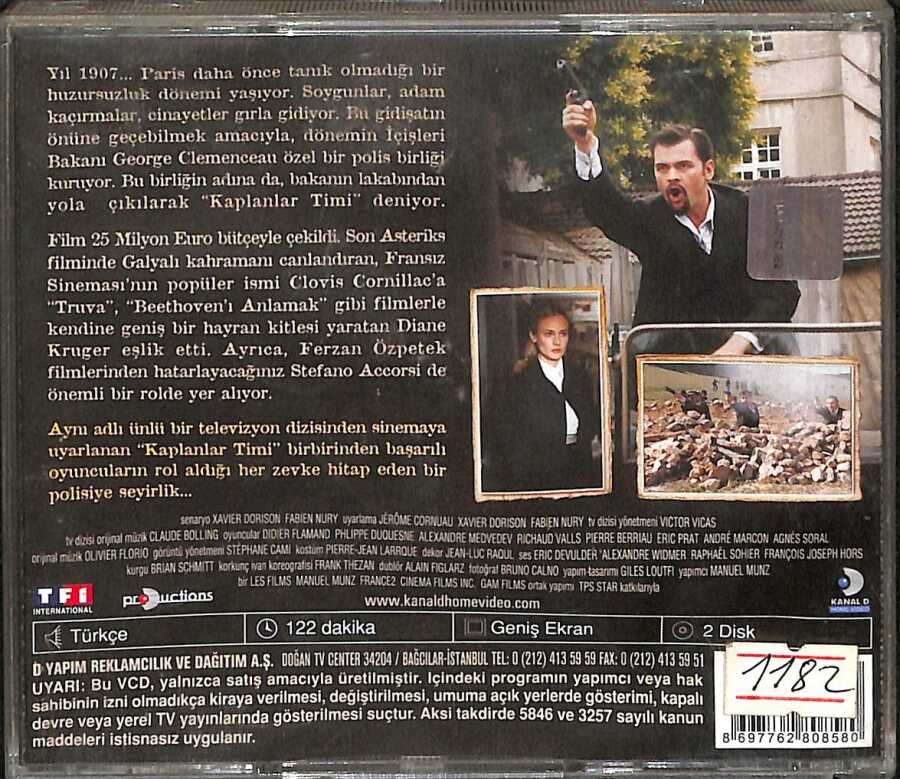 Yıl 1907... Paris daha önce tanık olmadığı bir
huzursuzluk dönemi yaşıyor. Soygunlar, adam
kaçırmalar, cinayetler gırla gidiyor. Bu gidişatın
önüne geçebilmek amacıyla, dönemin İçişleri
Bakanı George Clemenceau özel bir polis birliği
kuruyor. Bu birliğin adına da, bakanın lakabından
yola çıkılarak “Kaplanlar Timi” deniyor.
Film 25 Milyon Euro bütçeyle çekildi. Son Asteriks
filminde Galyalı kahramanı canlandıran, Fransız
Sineması'nın popüler ismi Clovis Cornillac'a
“Truva”, “Beethoven'ı Anlamak” gibi filmlerle
kendine geniş bir hayran kitlesi yaratan Diane
Kruger eşlik etti. Ayrıca, Ferzan Özpetek
filmlerinden hatırlayacağınız Stefano Accorsi de
önemli bir rolde yer alıyor.
Aynı adlı ünlü bir televizyon dizisinden sinemaya
uyarlanan “Kaplanlar Timi” birbirinden başarılı
oyuncuların rol aldığı her zevke hitap eden bir
polisiye seyirlik...
senaryo XAVIER DORISON FABIEN NURY uyarlama JÉRÔME CORNUAU XAVIER DORISON FABIEN NURY tv dizisi yönetmeni VICTOR VICAS
tv dizisi orijinal müzik CLAUDE BOLLING oyuncular DIDIER FLAMAND PHILIPPE DUQUESNE ALEXANDRE MEDVEDEV RICHAUD VALLS PIERRE BERRIAU ERIC PRAT ANDRÉ MARCON AGNÉS SORAL
orijinal müzik OLIVIER FLORIO görüntü yönetmeni STÉPHANE CAMI kostüm PIERRE-JEAN LARROQUE dekor JEAN-LUC RAOUL ses ERIC DEVULDER 'ALEXANDRE WIDMER RAPHAËL SOHIER FRANÇOIS JOSEPH HORS
kurgu BRIAN SCHMITT korkunç ivan koreografisi FRANK THEZAN dublör ALAIN FIGLARZ fotoğraf BRUNO CALNO yapım-tasarımı GILES LOUTFI yapımcı MANUEL MUNZ
bir LES FILMS MANUEL MUNZ FRANCE2 CINEMA FILMS INC. GAM FILMS ortak yapımı TPS STAR katkılarıyla
TF1
INTERNATIONAL
productions
www.kanaldhomevideo.com
KANAL D
HOME VIDEO
Türkçe 122 dakika Geniş Ekran 2 Disk
D YAPIM REKLAMCILIK VE DAĞITIM A.Ş. DOĞAN TV CENTER 34204 / BAĞCILAR-İSTANBUL TEL: 0 (212) 413 59 59 FAX: 0 (212) 413 59 51
UYARI: Bu VCD, yalnızca satış amacıyla üretilmiştir. İçindeki programın yapımcı veya hak
sahibinin izni olmadıkça kiraya verilmesi, değiştirilmesi, umuma açık yerlerde gösterimi, kapalı
devre veya yerel TV yayınlarında gösterilmesi suçtur. Aksi takdirde 5846 ve 3257 sayılı kanun
maddeleri istisnasız uygulanır.
1182
8 697762 808580